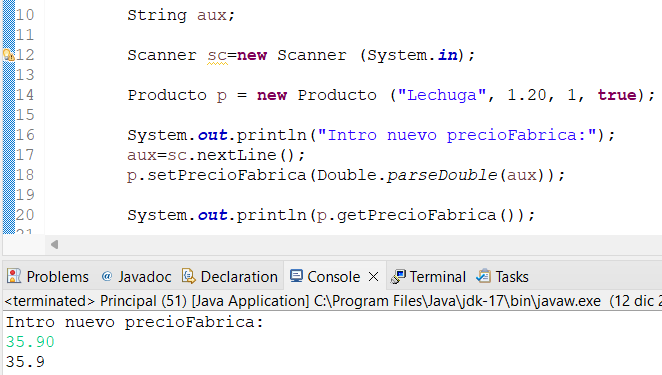 10 String aux;
11
12 Scanner sc=new Scanner (System.in);
13
14 Producto p = new Producto ("Lechuga", 1.20, 1, true);
15
16 System.out.println("Intro nuevo precioFabrica:");
17 aux=sc.nextLine();
18 p.setPrecioFabrica(Double.parseDouble(aux));
19
20 System.out.println(p.getPrecioFabrica());
21
Problems @ Javadoc Declaration Console Terminal Tasks
<terminated> Principal (51) [Java Application] C:\Program Files\Java\jdk-17\bin\javaw.exe (12 dic 2
Intro nuevo precioFabrica:
35.90
35.9